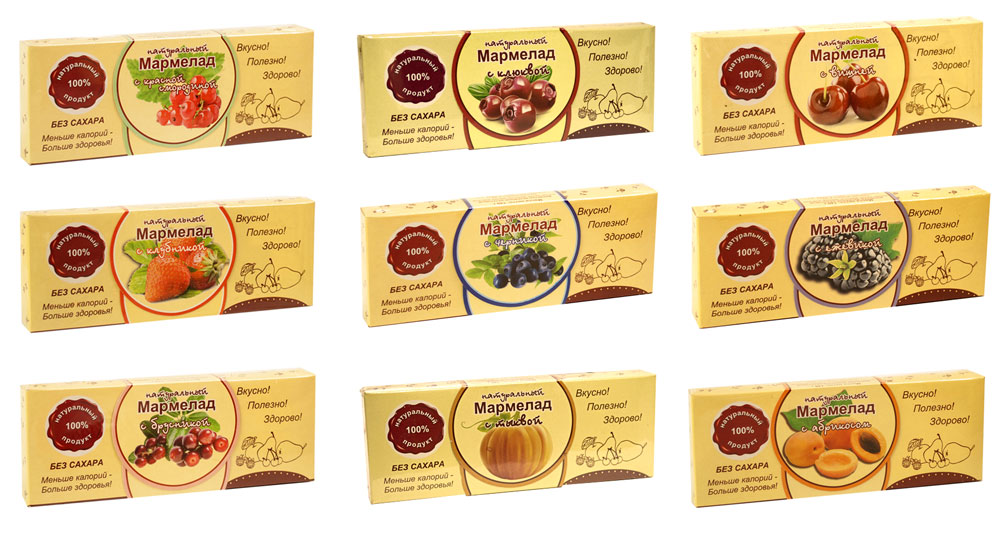 натуральный
Мармелад
с красной
смородиной
Вкусно!
Полезно!
Здорово!
натуральный
100%
продукт
БЕЗ САХАРА
Меньше калорий -
Больше здоровья!
натуральный
Мармелад
с клюквой
Вкусно!
Полезно!
Здорово!
натуральный
100%
продукт
БЕЗ САХАРА
Меньше калорий -
Больше здоровья!
натуральный
Мармелад
с вишней
Вкусно!
Полезно!
Здорово!
натуральный
100%
продукт
БЕЗ САХАРА
Меньше калорий -
Больше здоровья!
натуральный
Мармелад
с клубникой
Вкусно!
Полезно!
Здорово!
натуральный
100%
продукт
БЕЗ САХАРА
Меньше калорий -
Больше здоровья!
натуральный
Мармелад
с черникой
Вкусно!
Полезно!
Здорово!
натуральный
100%
продукт
БЕЗ САХАРА
Меньше калорий -
Больше здоровья!
натуральный
Мармелад
с ежевикой
Вкусно!
Полезно!
Здорово!
натуральный
100%
продукт
БЕЗ САХАРА
Меньше калорий -
Больше здоровья!
натуральный
Мармелад
с брусникой
Вкусно!
Полезно!
Здорово!
натуральный
100%
продукт
БЕЗ САХАРА
Меньше калорий -
Больше здоровья!
натуральный
Мармелад
с тыквой
Вкусно!
Полезно!
Здорово!
натуральный
100%
продукт
БЕЗ САХАРА
Меньше калорий -
Больше здоровья!
натуральный
Мармелад
с абрикосом
Вкусно!
Полезно!
Здорово!
натуральный
100%
продукт
БЕЗ САХАРА
Меньше калорий -
Больше здоровья!